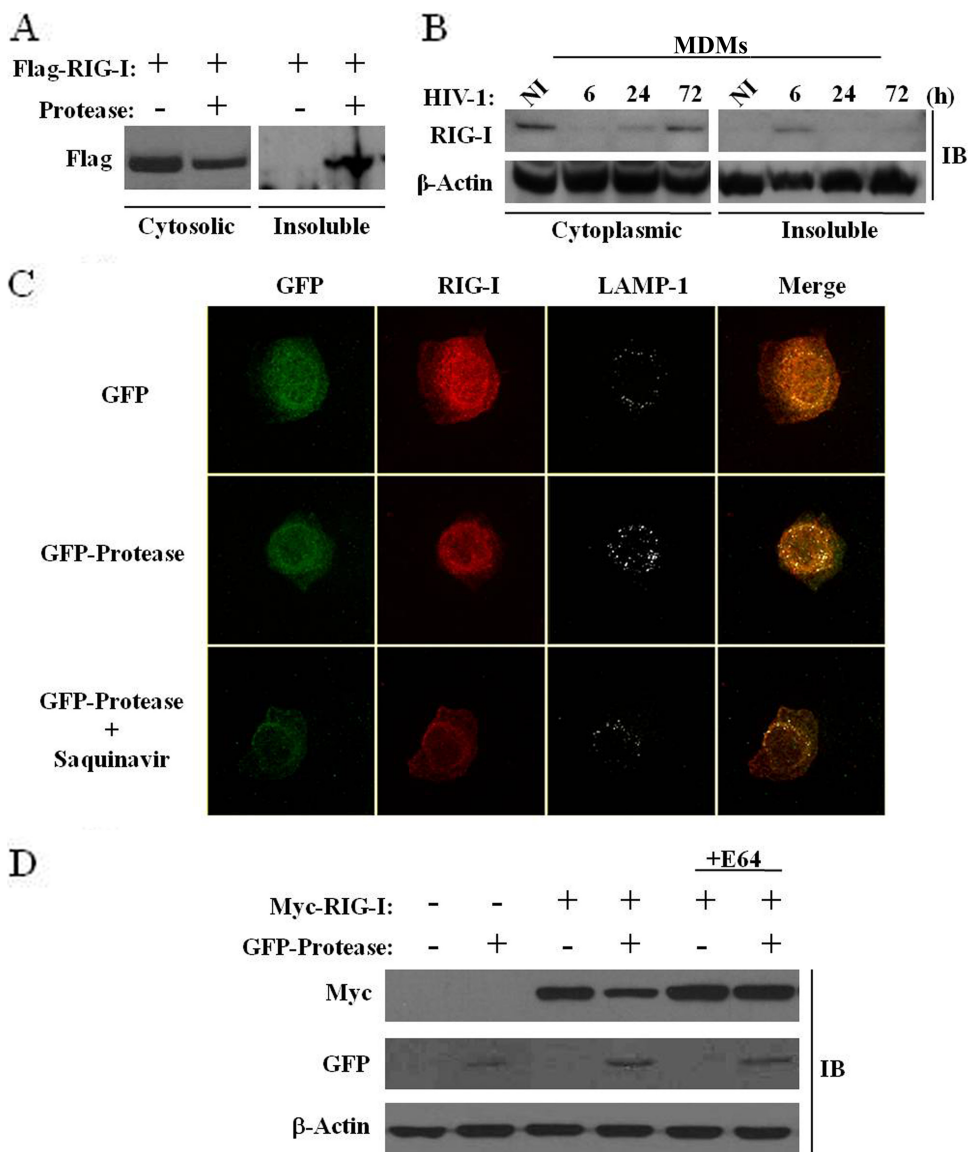 A
Flag-RIG-I: + + + +
Protease: - + - +
Flag
Cytosolic Insoluble
B
MDMs
HIV-1: NI 6 24 72 NI 6 24 72 (h)
RIG-I
β-Actin
IB
Cytoplasmic Insoluble
C
GFP RIG-I LAMP-1 Merge
GFP
GFP-Protease
GFP-Protease
+
Saquinavir
D
+E64
Myc-RIG-I: - - + + + +
GFP-Protease: - + - + - +
Myc
GFP
β-Actin
IB